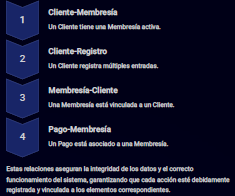 1
Cliente-Membresía
Un Cliente tiene una Membresía activa.
2
Cliente-Registro
Un Cliente registra múltiples entradas.
3
Membresía-Cliente
Una Membresía está vinculada a un Cliente.
4
Pago-Membresía
Un Pago está asociado a una Membresía.
Estas relaciones aseguran la integridad de los datos y el correcto
funcionamiento del sistema, garantizando que cada acción esté debidamente
registrada y vinculada a los elementos correspondientes.